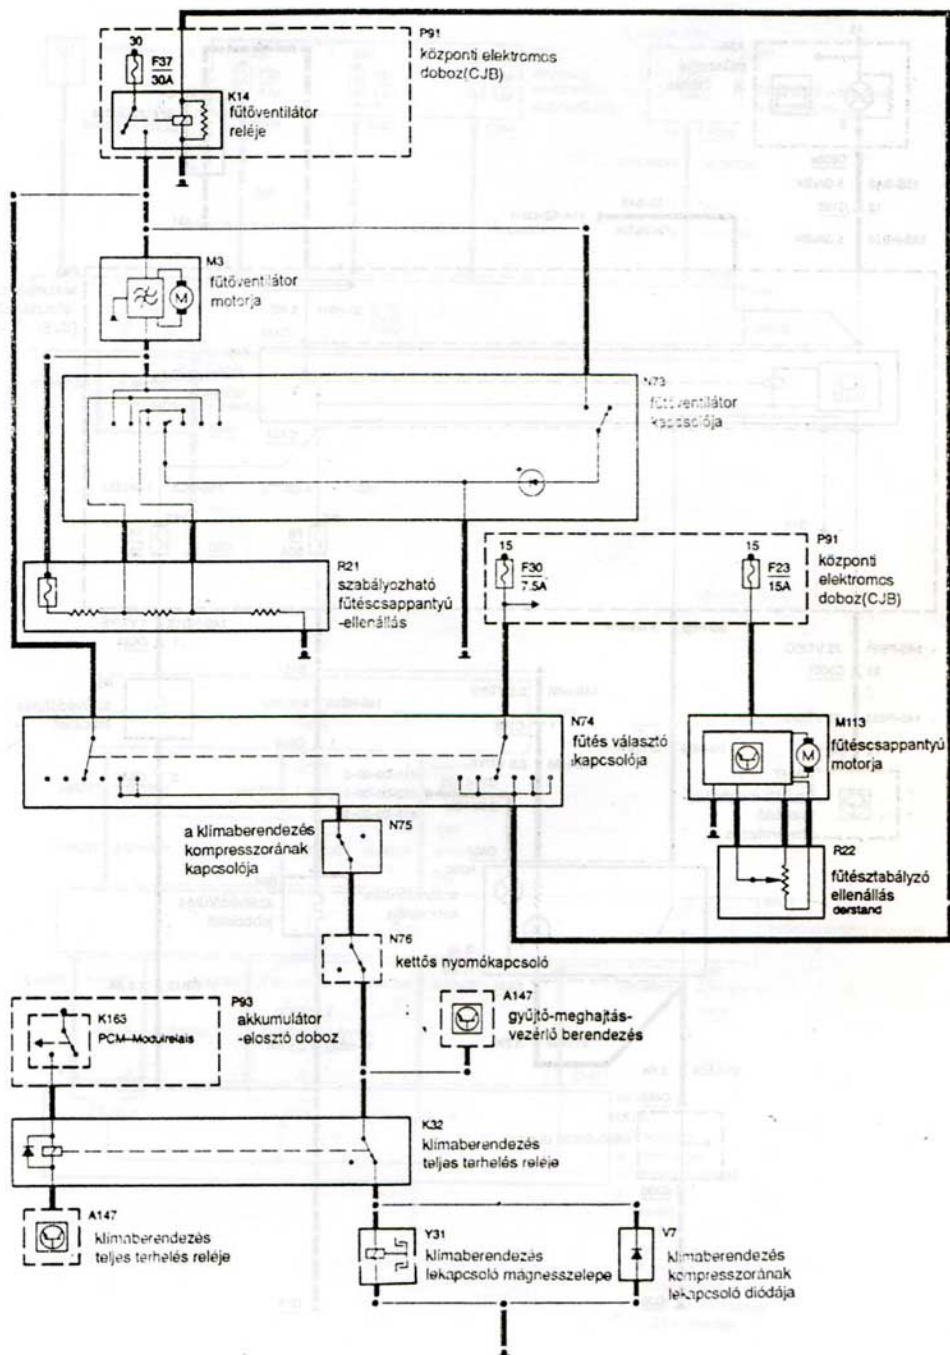 P91
központi elektromos
doboz(CJB)
30
F37
30A
K14
fűtőventilátor
reléje
M3
fűtőventilátor
motorja
M
N73
fűtőventilátor
kapcsolója
R21
szabályozható
fűtéscsappantyú
-ellenállás
15
F30
7.5A
15
F23
15A
P91
központi
elektromos
doboz(CJB)
N74
fűtés választó
kapcsolója
M113
fűtéscsappantyú
motorja
M
N75
a klímaberendezés
kompresszorának
kapcsolója
R22
fűtésztabályzó
ellenállás
derstand
N76
kettős nyomókapcsoló
A147
gyűjtő-meghajtás-
vezérlő berendezés
P93
akkumulátor
-elosztó doboz
K163
PCM-Modulrelais
K32
klímaberendezés
teljes terhelés reléje
A147
klímaberendezés
teljes terhelés reléje
Y31
klímaberendezés
lekapcsoló mágnesszelepe
V7
klímaberendezés
kompresszorának
lekapcsoló diódája